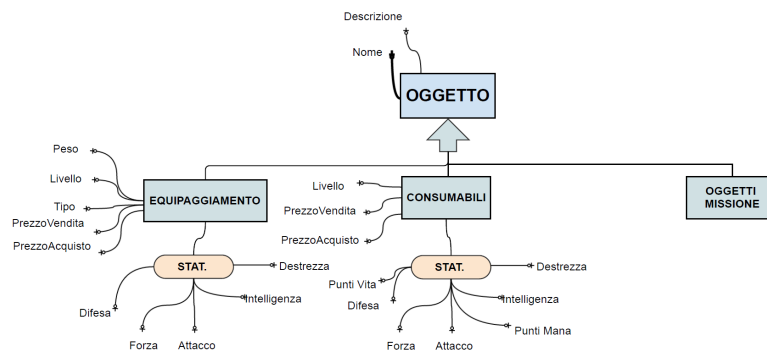 Descrizione
Nome
OGGETTO
Peso
Livello
Tipo
PrezzoVendita
PrezzoAcquisto
EQUIPAGGIAMENTO
Livello
PrezzoVendita
PrezzoAcquisto
CONSUMABILI
OGGETTI
MISSIONE
STAT.
Destrezza
Intelligenza
Difesa
Forza
Attacco
STAT.
Destrezza
Punti Vita
Difesa
Intelligenza
Punti Mana
Forza
Attacco